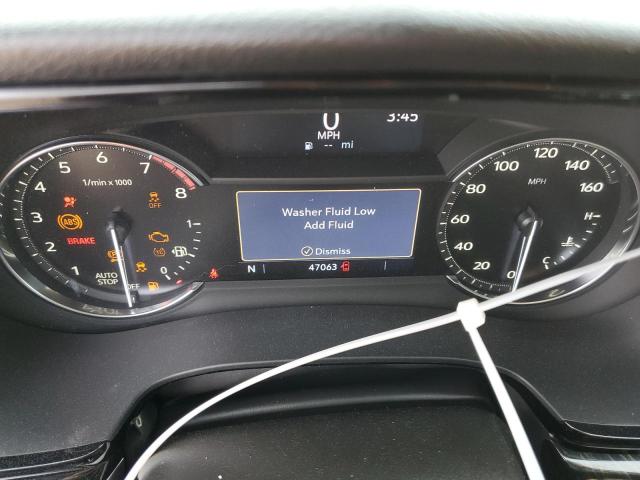 0
MPH
-- mi
3:45
1/min x 1000
1 2 3 4 5 6 7 8
OFF
ABS
BRAKE
AUTO STOP
OFF
1
0
Washer Fluid Low
Add Fluid
Dismiss
N 47063
0 20 40 60 80 100 120 140 160
MPH
H
C